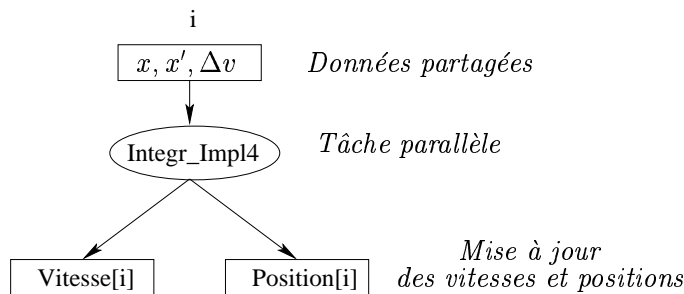 i
x, x′, Δv
Données partagées
Integr_Impl4
Tâche parallèle
Vitesse[i]
Position[i]
Mise à jour
des vitesses et positions